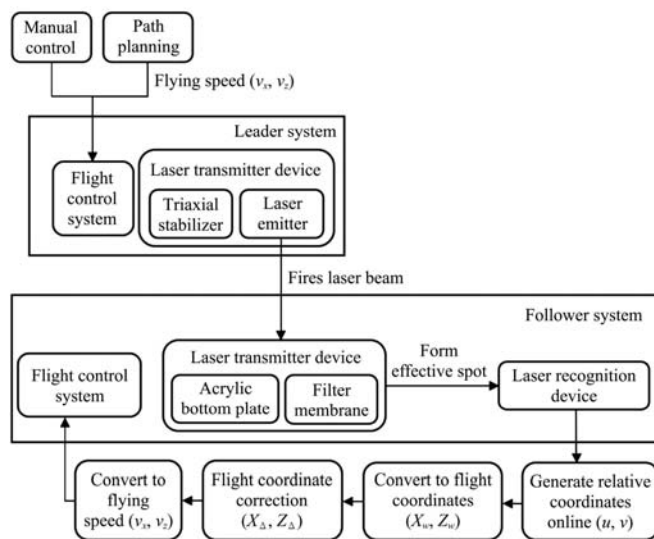 Manual
control
Path
planning
Flying speed (vx, vz)
Leader system
Flight
control
system
Laser transmitter device
Triaxial
stabilizer
Laser
emitter
Fires laser beam
Follower system
Flight control
system
Laser transmitter device
Acrylic
bottom plate
Filter
membrane
Form
effective spot
Laser recognition
device
Convert to
flying
speed (vx, vz)
Flight coordinate
correction
(XΔ, ZΔ)
Convert to flight
coordinates
(Xw, Zw)
Generate relative
coordinates
online (u, v)